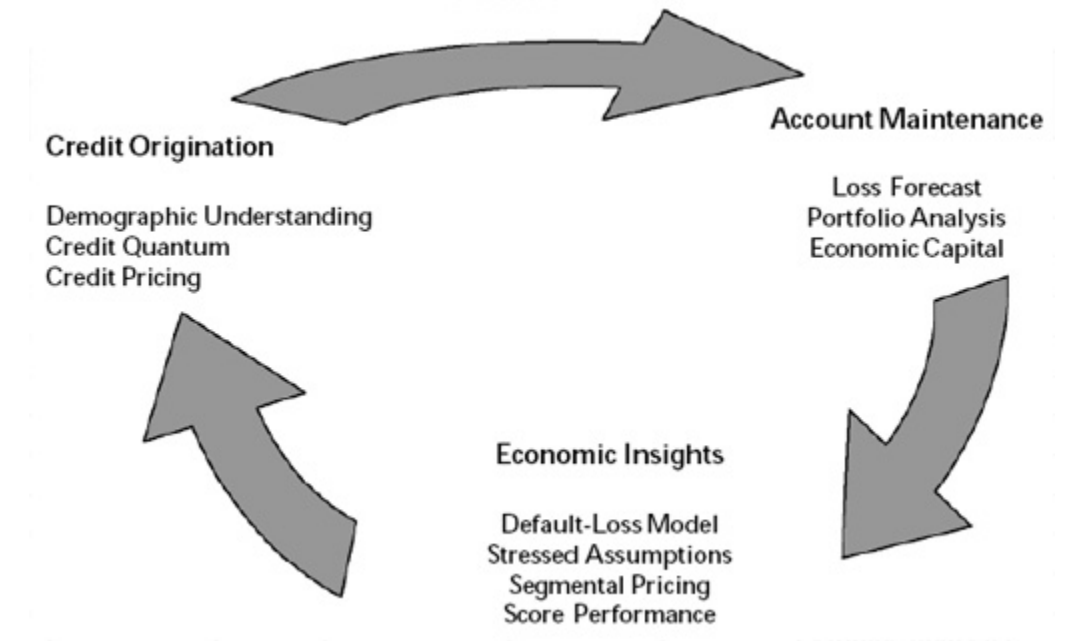 Credit Origination
Demographic Understanding
Credit Quantum
Credit Pricing
Account Maintenance
Loss Forecast
Portfolio Analysis
Economic Capital
Economic Insights
Default-Loss Model
Stressed Assumptions
Segmental Pricing
Score Performance